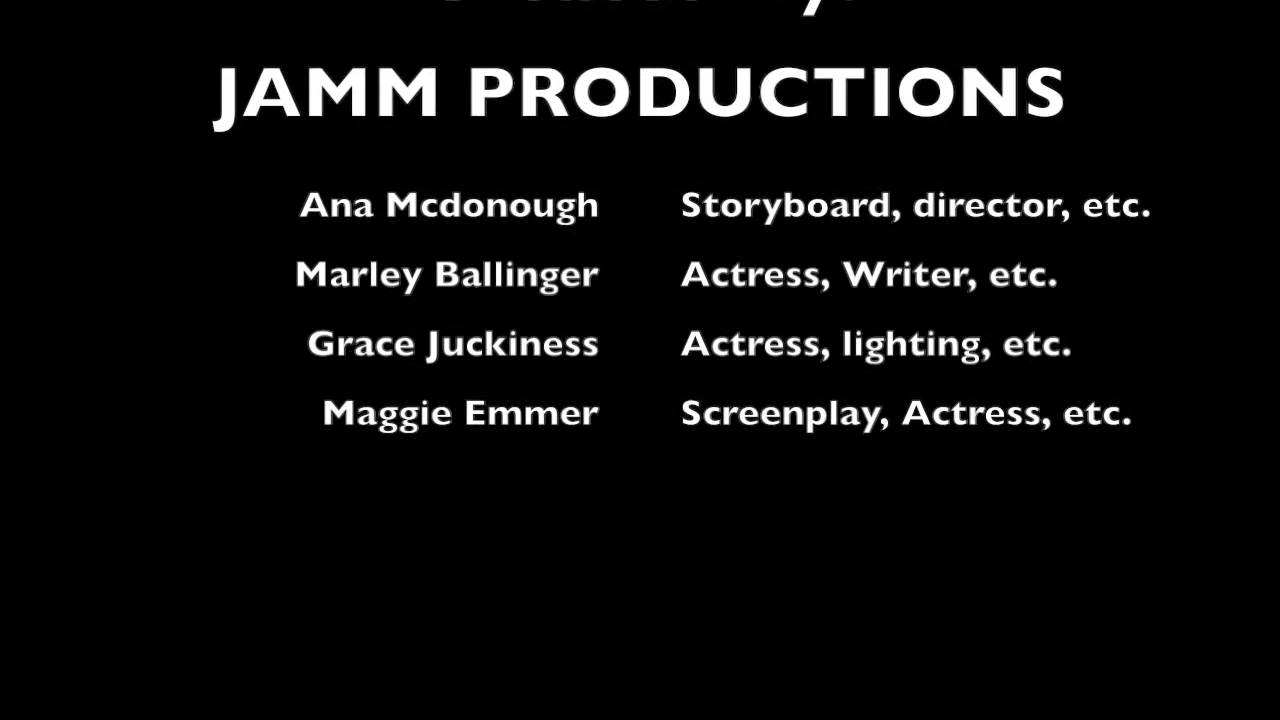 JAMM PRODUCTIONS
Ana Mcdonough Storyboard, director, etc.
Marley Ballinger Actress, Writer, etc.
Grace Juckiness Actress, lighting, etc.
Maggie Emmer Screenplay, Actress, etc.